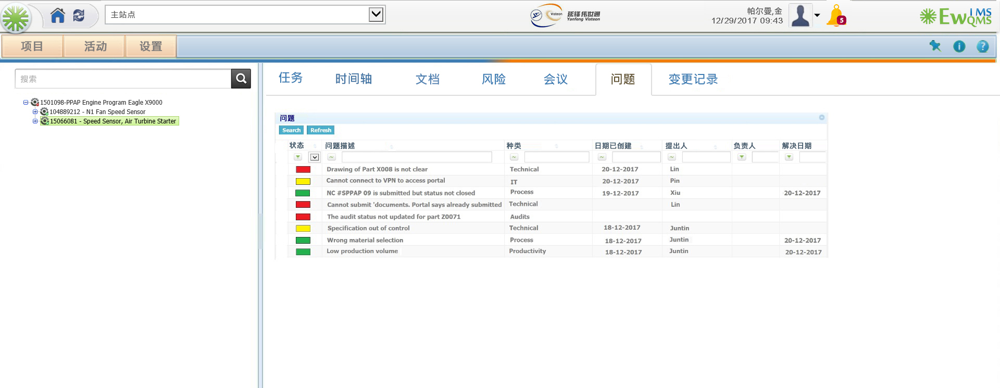 主站点
Visteon
延锋伟世通
Yanfeng Visteon
帕尔曼,金
12/29/2017 09:43
5
EwIMS
QMS
项目 活动 设置
搜索
任务 时间轴 文档 风险 会议 问题 变更记录
1501098-PPAP Engine Program Eagle X9000
104889212 - N1 Fan Speed Sensor
15066081 - Speed Sensor, Air Turbine Starter
问题
Search Refresh
状态 问题描述 种类 日期已创建 提出人 负责人 解决日期
Drawing of Part X008 is not clear Technical 20-12-2017 Lin
Cannot connect to VPN to access portal IT 20-12-2017 Pin
NC #SPPAP 09 is submitted but status not closed Process 19-12-2017 Xiu 20-12-2017
Cannot submit 'documents. Portal says already submitted Technical Lin
The audit status not updated for part Z0071 Audits
Specification out of control Technical 18-12-2017 Juntin
Wrong material selection Process 18-12-2017 Juntin 20-12-2017
Low production volume Productivity 18-12-2017 Juntin 20-12-2017